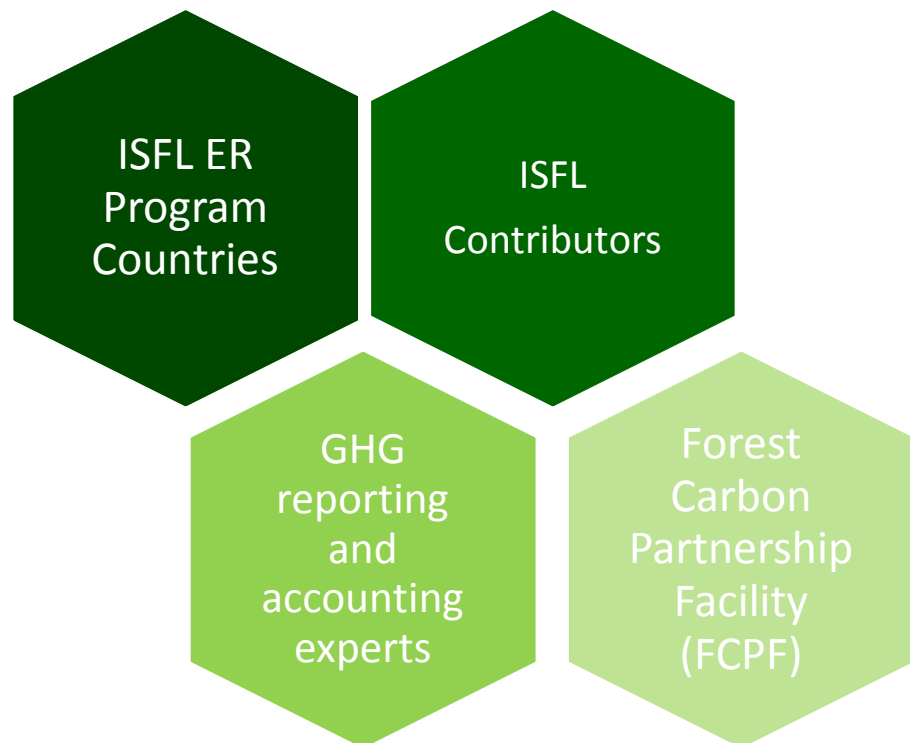 ISFL ER
Program
Countries
ISFL
Contributors
GHG
reporting
and
accounting
experts
Forest
Carbon
Partnership
Facility
(FCPF)